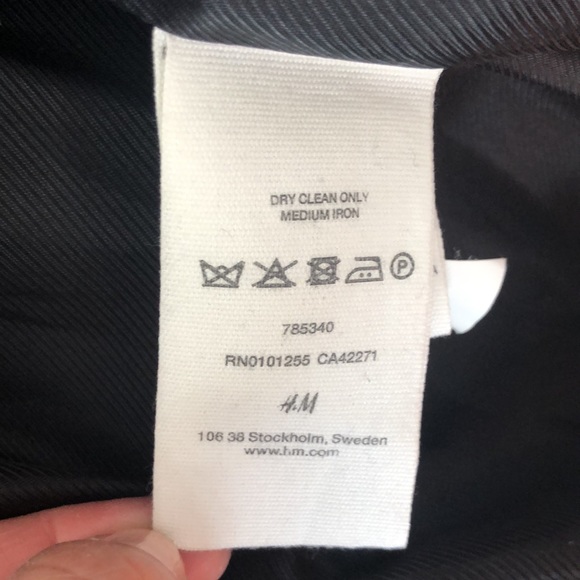 DRY CLEAN ONLY
MEDIUM IRON
P
785340
RN0101255 CA42271
H.M
106 38 Stockholm, Sweden
www.hm.com